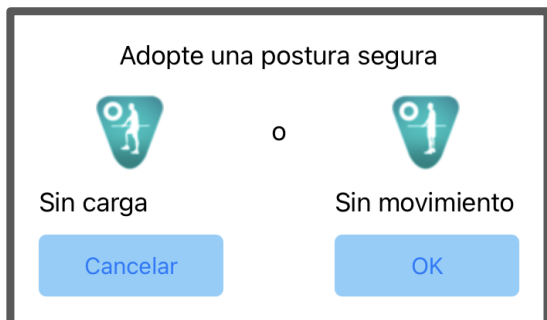 Adopte una postura segura
o
Sin carga
Sin movimiento
Cancelar
OK